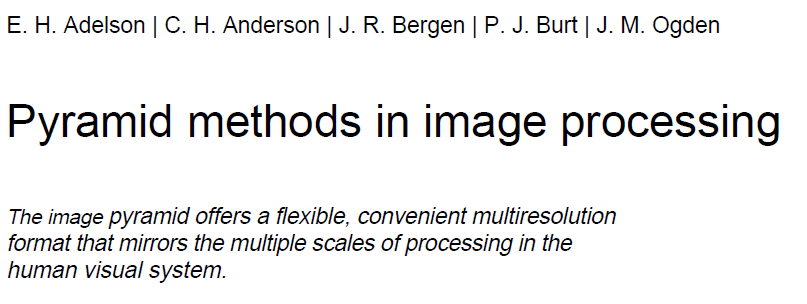 E. H. Adelson | C. H. Anderson | J. R. Bergen | P. J. Burt | J. M. Ogden
Pyramid methods in image processing
The image pyramid offers a flexible, convenient multiresolution
format that mirrors the multiple scales of processing in the
human visual system.